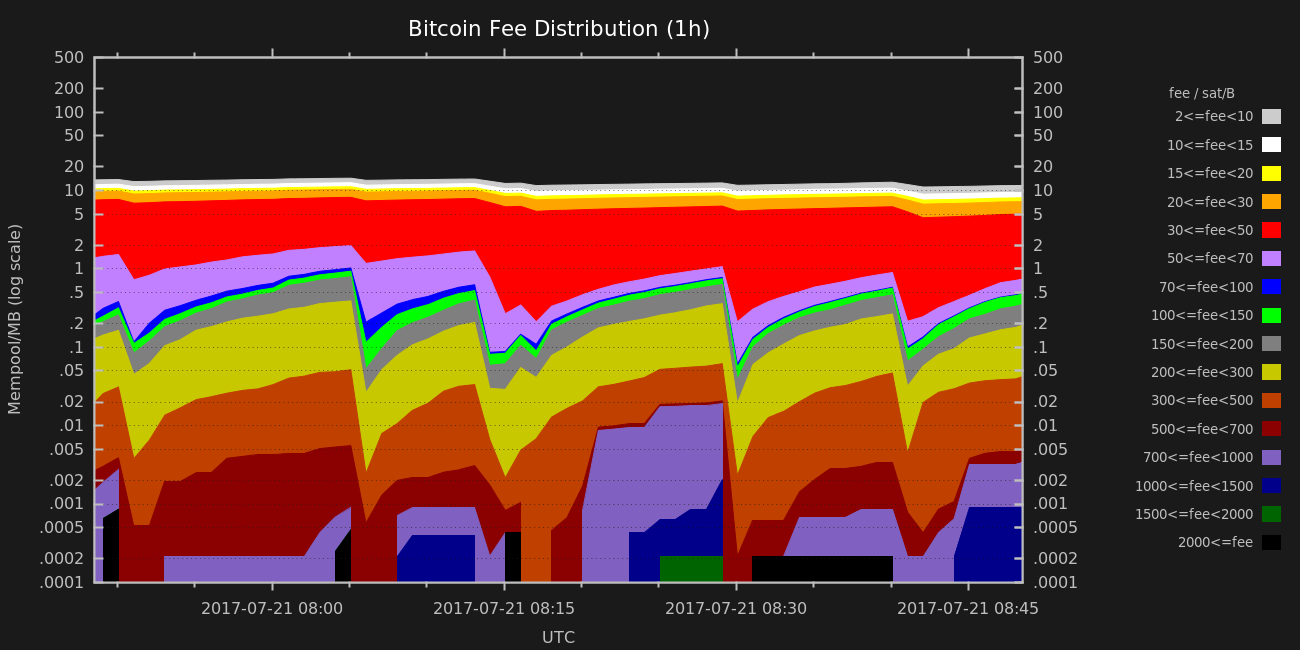 Bitcoin Fee Distribution (1h)
Mempool/MB (log scale)
500
200
100
50
20
10
5
2
1
.5
.2
.1
.05
.02
.01
.005
.002
.001
.0005
.0002
.0001
500
200
100
50
20
10
5
2
1
.5
.2
.1
.05
.02
.01
.005
.002
.001
.0005
.0002
.0001
2017-07-21 08:00
2017-07-21 08:15
2017-07-21 08:30
2017-07-21 08:45
UTC
fee / sat/B
2<=fee<10
10<=fee<15
15<=fee<20
20<=fee<30
30<=fee<50
50<=fee<70
70<=fee<100
100<=fee<150
150<=fee<200
200<=fee<300
300<=fee<500
500<=fee<700
700<=fee<1000
1000<=fee<1500
1500<=fee<2000
2000<=fee